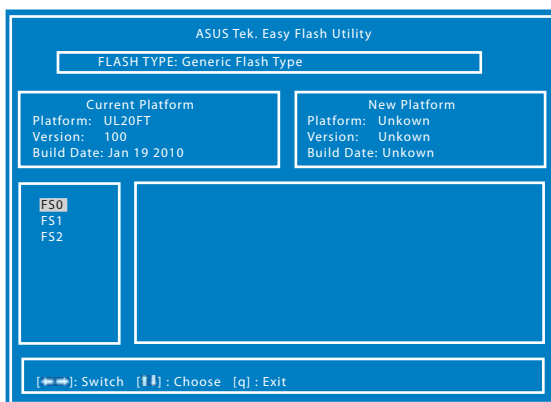 ASUS Tek. Easy Flash Utility
FLASH TYPE: Generic Flash Type
Current Platform
Platform: UL20FT
Version: 100
Build Date: Jan 19 2010
New Platform
Platform: Unkown
Version: Unkown
Build Date: Unkown
FS0
FS1
FS2
[←→]: Switch [↑↓] : Choose [q] : Exit